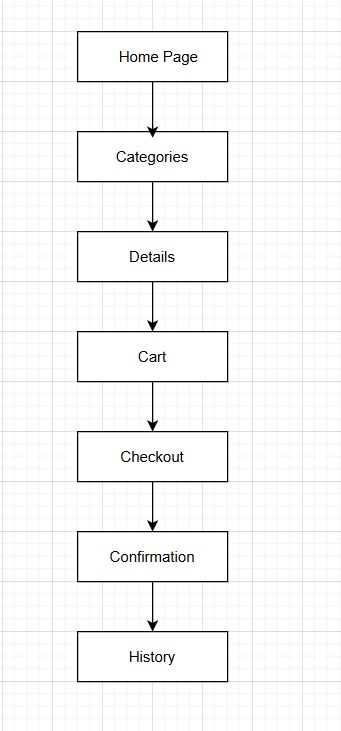 Home Page
Categories
Details
Cart
Checkout
Confirmation
History